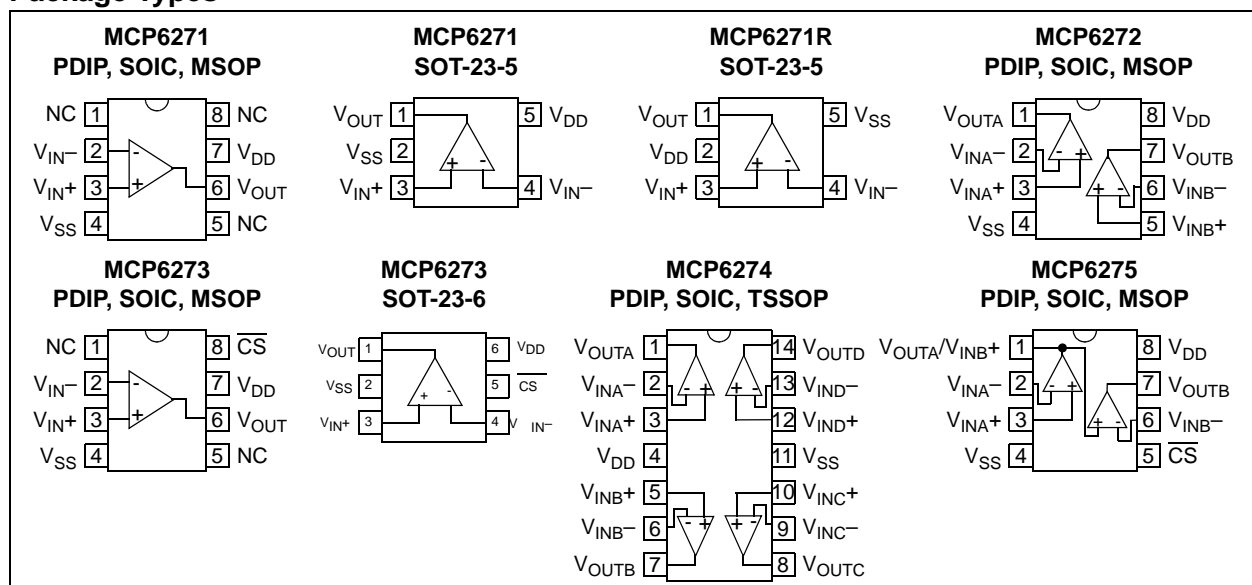 Package Types
MCP6271
PDIP, SOIC, MSOP
NC 1 8 NC
VIN– 2 - 7 VDD
VIN+ 3 + 6 VOUT
VSS 4 5 NC
MCP6271
SOT-23-5
VOUT 1 5 VDD
VSS 2
+ -
VIN+ 3 4 VIN–
MCP6271R
SOT-23-5
VOUT 1 5 VSS
VDD 2
+ -
VIN+ 3 4 VIN–
MCP6272
PDIP, SOIC, MSOP
VOUTA 1 8 VDD
VINA– 2 - + 7 VOUTB
VINA+ 3 + - 6 VINB–
VSS 4 5 VINB+
MCP6273
PDIP, SOIC, MSOP
NC 1 8 CS
VIN– 2 - 7 VDD
VIN+ 3 + 6 VOUT
VSS 4 5 NC
MCP6273
SOT-23-6
VOUT 1 6 VDD
VSS 2 5 CS
+ -
VIN+ 3 4 V IN–
MCP6274
PDIP, SOIC, TSSOP
VOUTA 1 14 VOUTD
VINA– 2 - + + - 13 VIND–
VINA+ 3 12 VIND+
VDD 4 11 VSS
VINB+ 5 10 VINC+
VINB– 6 - + + - 9 VINC–
VOUTB 7 8 VOUTC
MCP6275
PDIP, SOIC, MSOP
VOUTA/VINB+ 1 8 VDD
VINA– 2 - + 7 VOUTB
VINA+ 3 + - 6 VINB–
VSS 4 5 CS